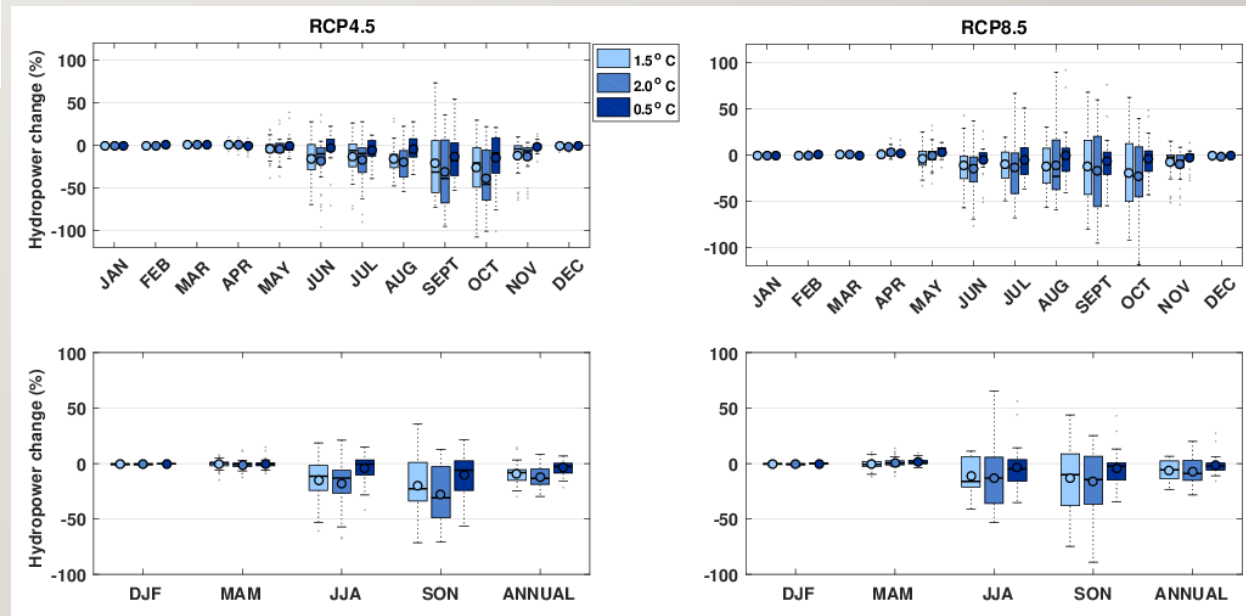 RCP4.5
Hydropower change (%)
100
50
0
-50
-100
JAN FEB MAR APR MAY JUN JUL AUG SEPT OCT NOV DEC
1.5° C
2.0° C
0.5° C
RCP8.5
100
50
0
-50
-100
JAN FEB MAR APR MAY JUN JUL AUG SEPT OCT NOV DEC
Hydropower change (%)
100
50
0
-50
-100
DJF MAM JJA SON ANNUAL
100
50
0
-50
-100
DJF MAM JJA SON ANNUAL